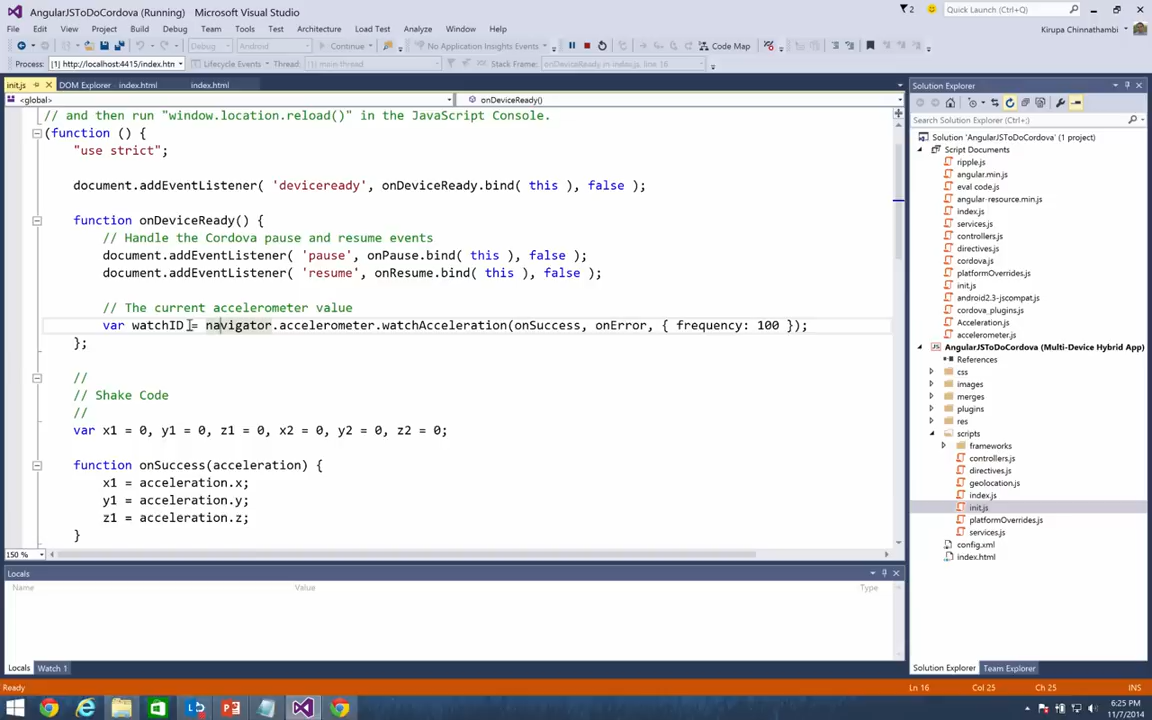 AngularJSToDoCordova (Running) - Microsoft Visual Studio
2
Quick Launch (Ctrl+;)
File Edit View Project Build Debug Team Tools Test Architecture Load Test Analyze Window Help
Kirupa Chinnathambi
Debug Android Continue No Application Insights Events Code Map
Process: [1] http://localhost:4415/index.ht Lifecycle Events Thread: [1] main-thread Stack Frame: onDeviceReady in index.js, line 16
init.js DOM Explorer index.html index.html
<global> onDeviceReady()
// and then run "window.location.reload()" in the JavaScript Console.
(function () {
"use strict";
document.addEventListener( 'deviceready', onDeviceReady.bind( this ), false );
function onDeviceReady() {
// Handle the Cordova pause and resume events
document.addEventListener( 'pause', onPause.bind( this ), false );
document.addEventListener( 'resume', onResume.bind( this ), false );
// The current accelerometer value
var watchID = navigator.accelerometer.watchAcceleration(onSuccess, onError, { frequency: 100 });
};
//
// Shake Code
//
var x1 = 0, y1 = 0, z1 = 0, x2 = 0, y2 = 0, z2 = 0;
function onSuccess(acceleration) {
x1 = acceleration.x;
y1 = acceleration.y;
z1 = acceleration.z;
}
150 %
Locals
Name Value Type
Locals Watch 1
Solution Explorer
Search Solution Explorer (Ctrl+;)
Solution 'AngularJSToDoCordova' (1 project)
Script Documents
ripple.js
angular.min.js
eval code.js
angular-resource.min.js
index.js
services.js
controllers.js
directives.js
cordova.js
platformOverrides.js
init.js
android2.3-jscompat.js
cordova_plugins.js
Acceleration.js
accelerometer.js
AngularJSToDoCordova (Multi-Device Hybrid App)
References
css
images
merges
plugins
res
scripts
frameworks
controllers.js
directives.js
geolocation.js
index.js
init.js
platformOverrides.js
services.js
config.xml
index.html
Solution Explorer Team Explorer
Ready Ln 16 Col 25 Ch 25 INS
6:25 PM
11/7/2014